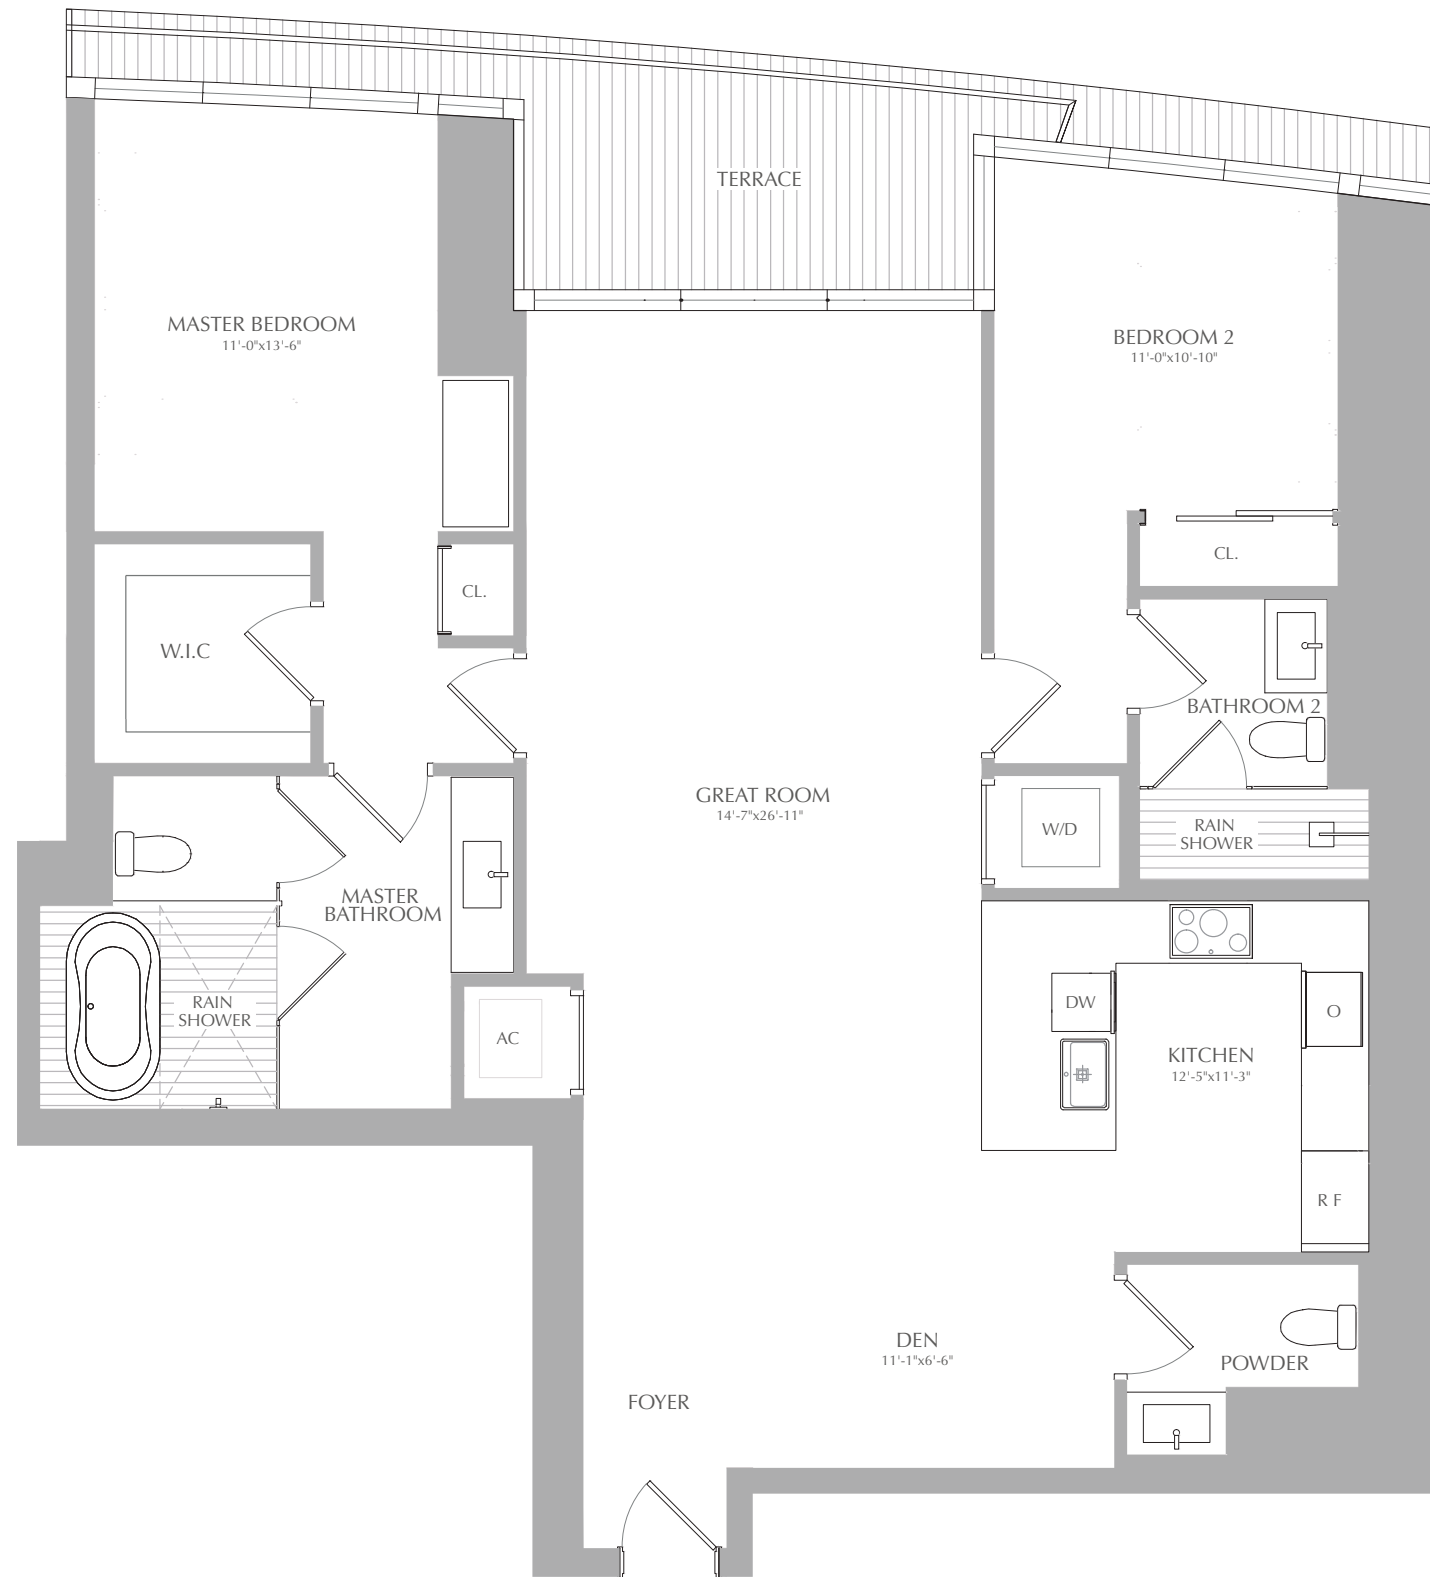 TERRACE
MASTER BEDROOM
11'-0"x13'-6"
BEDROOM 2
11'-0"x10'-10"
CL.
CL.
W.I.C
BATHROOM 2
GREAT ROOM
14'-7"x26'-11"
W/D
RAIN
SHOWER
MASTER
BATHROOM
RAIN
SHOWER
AC
DW
O
KITCHEN
12'-5"x11'-3"
R F
DEN
11'-1"x6'-6"
POWDER
FOYER